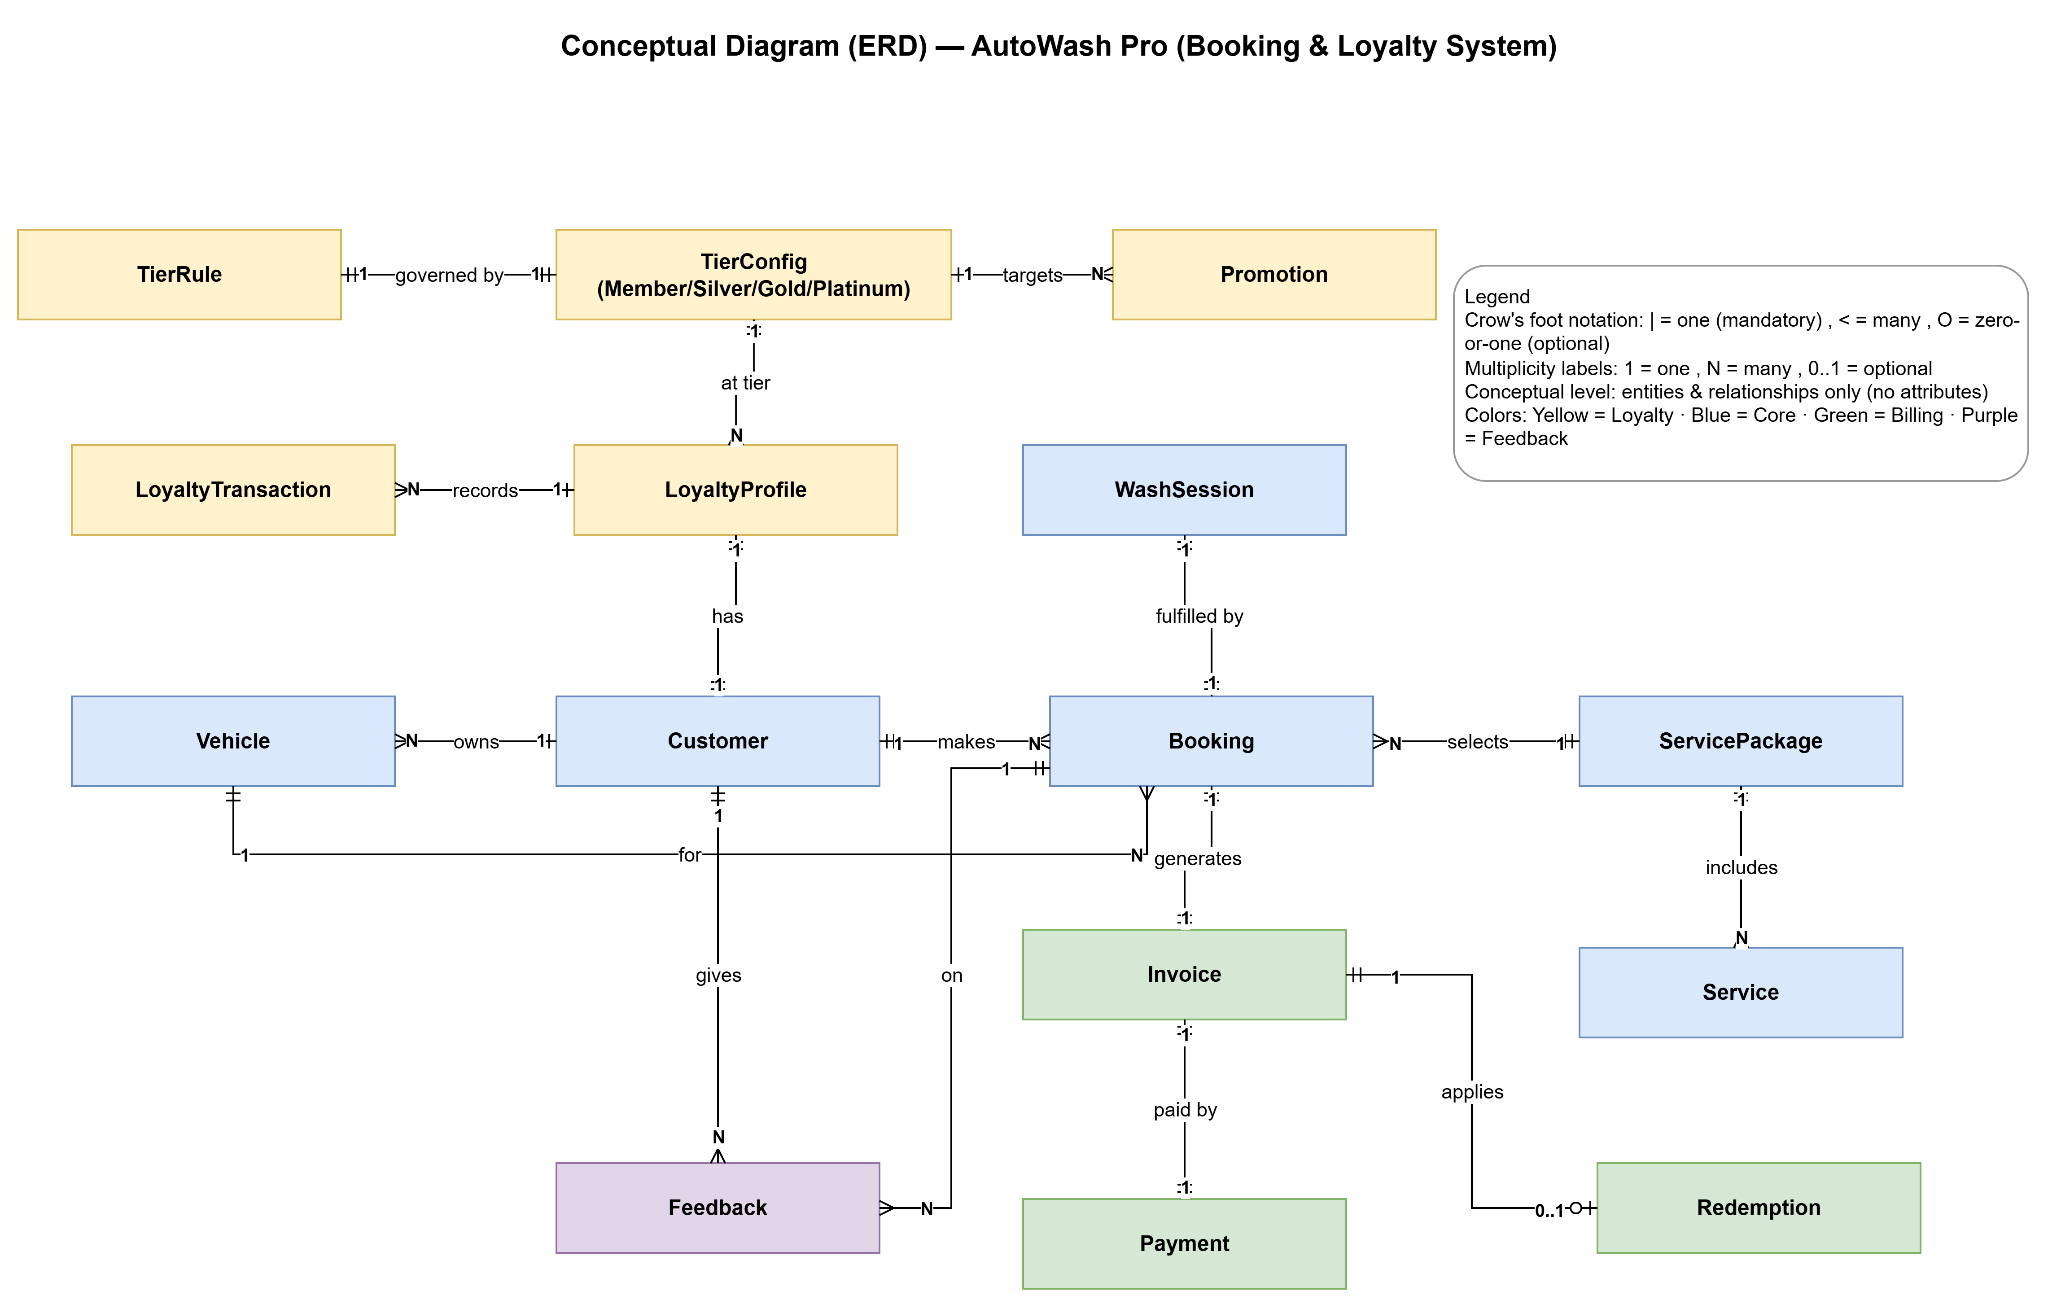 Conceptual Diagram (ERD) — AutoWash Pro (Booking & Loyalty System)
TierRule
1
governed by
1
TierConfig
(Member/Silver/Gold/Platinum)
1
targets
N
Promotion
Legend
Crow's foot notation: | = one (mandatory) , < = many , O = zero-
or-one (optional)
Multiplicity labels: 1 = one , N = many , 0..1 = optional
Conceptual level: entities & relationships only (no attributes)
Colors: Yellow = Loyalty · Blue = Core · Green = Billing · Purple
= Feedback
1
at tier
N
LoyaltyTransaction
N
records
1
LoyaltyProfile
WashSession
1
has
1
1
fulfilled by
1
Vehicle
N
owns
1
Customer
1
makes
N
Booking
N
selects
1
ServicePackage
1
for
N
1
gives
N
1
on
N
1
generates
1
1
includes
N
Invoice
Service
1
paid by
1
1
applies
0..1
Feedback
Payment
Redemption